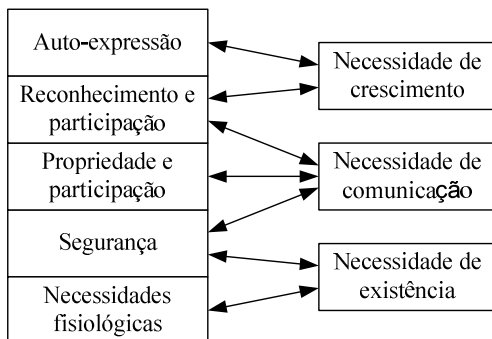 Auto-expressão
Reconhecimento e
participação
Propriedade e
participação
Segurança
Necessidades
fisiológicas
Necessidade de
crescimento
Necessidade de
comunicação
Necessidade de
existência